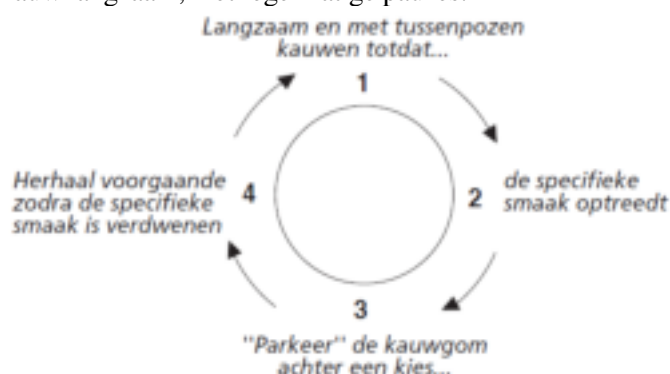 Langzaam en met tussenpozen
kauwen totdat...
1
de specifieke
smaak optreedt
2
3
"Parkeer" de kauwgom
achter een kies...
4
Herhaal voorgaande
zodra de specifieke
smaak is verdwenen